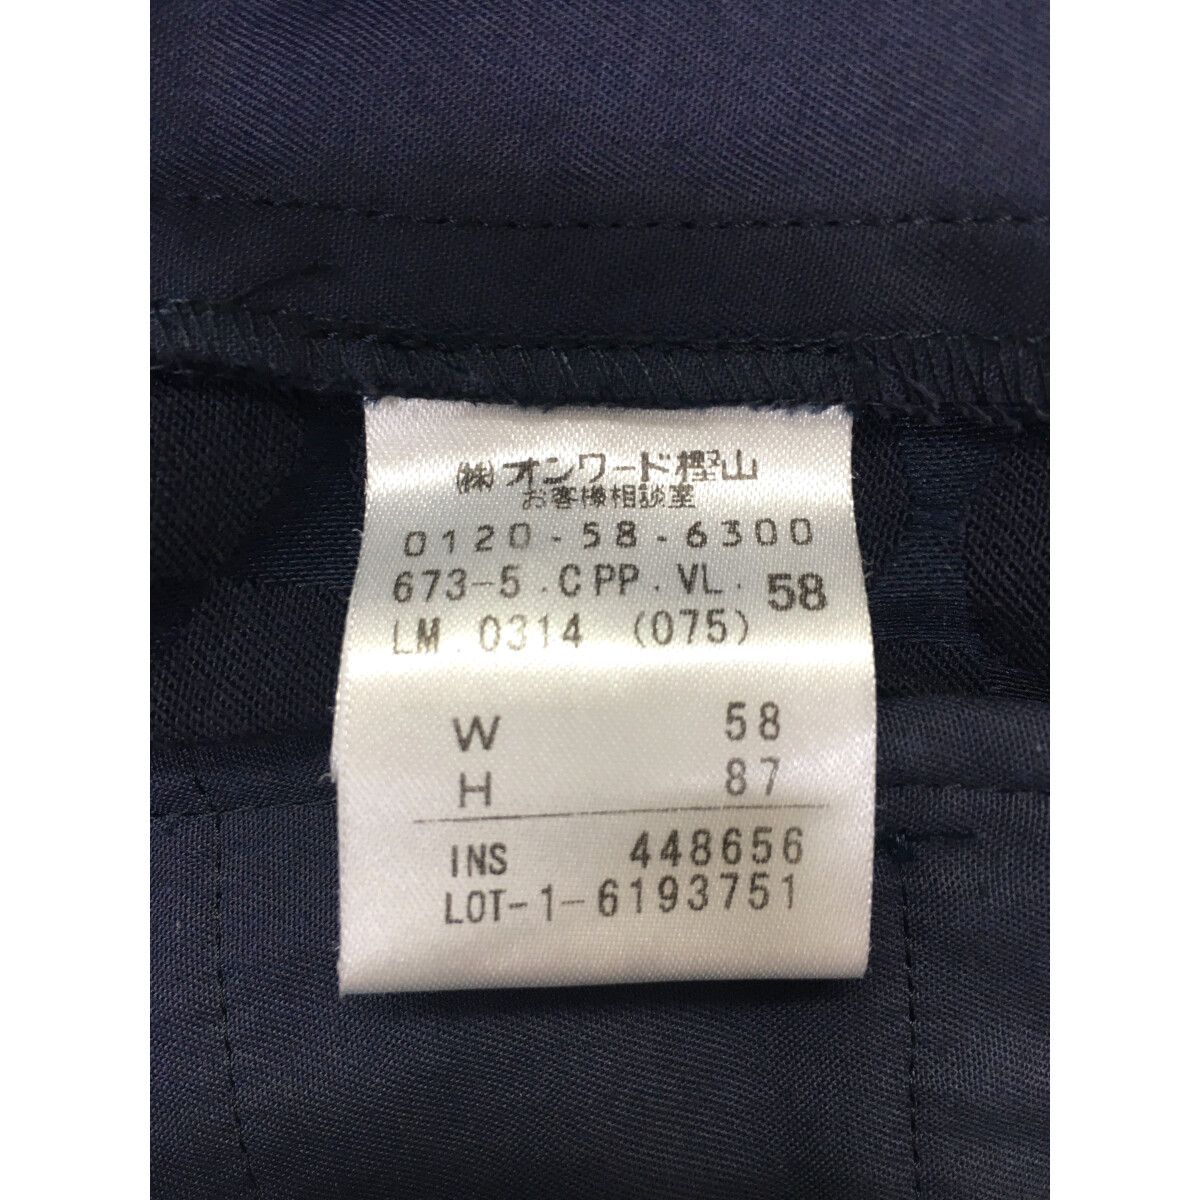 (株)オンワード樫山
お客様相談室
0120-58-6300
673-5.CPP.VL. 58
LM.0314 (075)
W 58
H 87
INS 448656
LOT-1-6193751